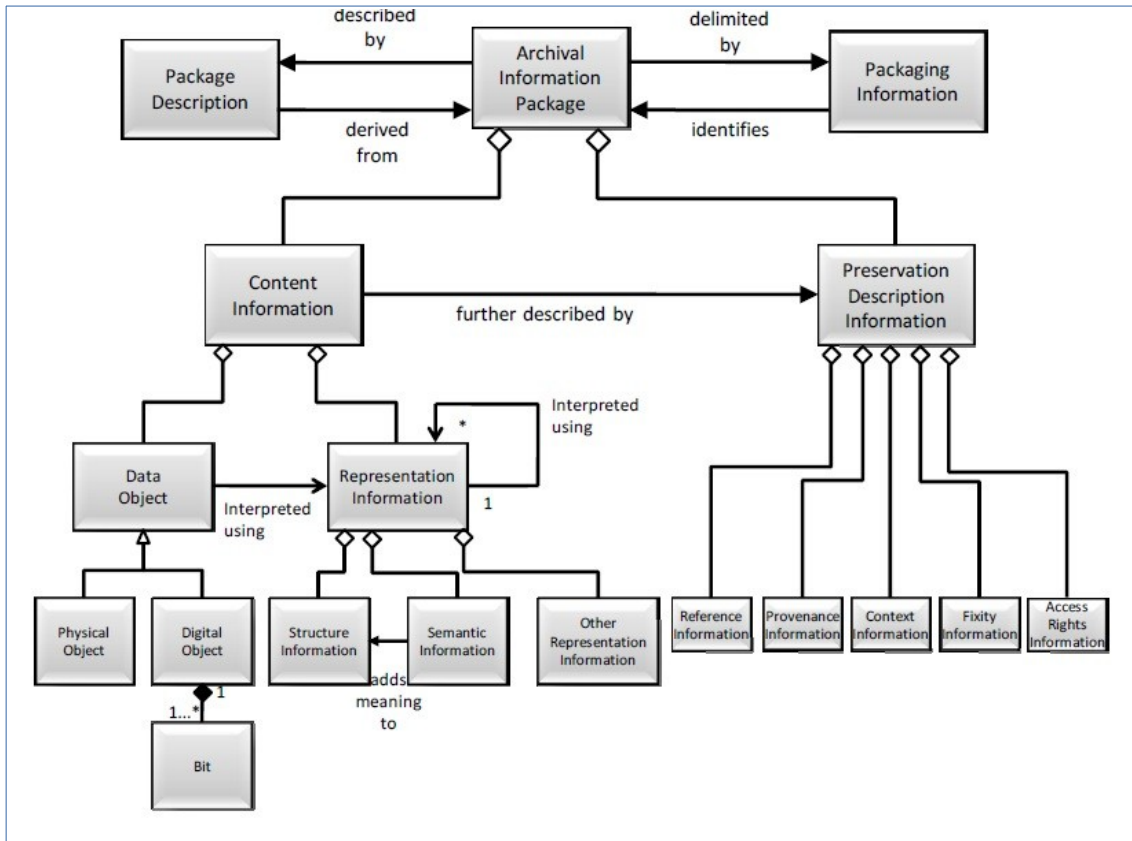 described
by
delimited
by
Package
Description
Archival
Information
Package
Packaging
Information
derived
from
identifies
Content
Information
Preservation
Description
Information
further described by
Interpreted
using
*
Data
Object
Representation
Information
Interpreted
using
1
Physical
Object
Digital
Object
Structure
Information
Semantic
Information
Other
Representation
Information
Reference
Information
Provenance
Information
Context
Information
Fixity
Information
Access
Rights
Information
adds
meaning
to
1
1...*
Bit